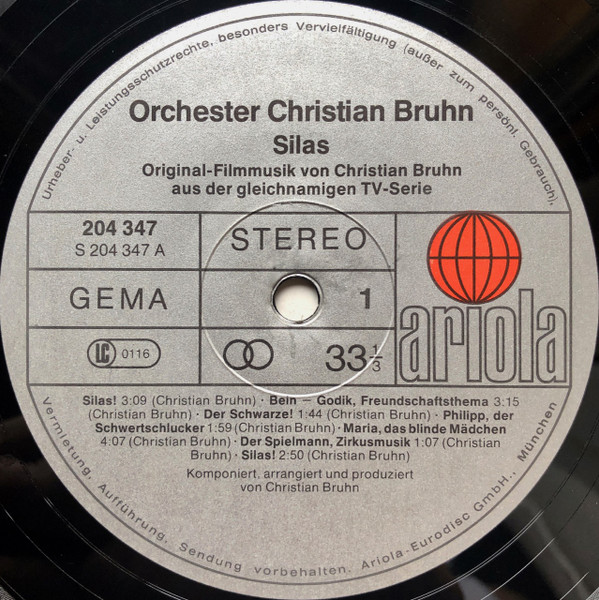 Urheber- u. Leistungsschutzrechte, besonders Vervielfältigung (außer zum persönl. Gebrauch),
Orchester Christian Bruhn
Silas
Original-Filmmusik von Christian Bruhn
aus der gleichnamigen TV-Serie
204 347
S 204 347 A
STEREO
GEMA
1
LC 0116
33 1/3
ariola
Silas! 3:09 (Christian Bruhn) · Bein — Godik, Freundschaftsthema 3:15
(Christian Bruhn) · Der Schwarze! 1:44 (Christian Bruhn) · Philipp, der
Schwertschlucker 1:59 (Christian Bruhn) · Maria, das blinde Mädchen
4:07 (Christian Bruhn) · Der Spielmann, Zirkusmusik 1:07 (Christian
Bruhn) · Silas! 2:50 (Christian Bruhn)
Komponiert, arrangiert und produziert
von Christian Bruhn
Vermietung, Aufführung, Sendung vorbehalten. Ariola-Eurodisc GmbH., München